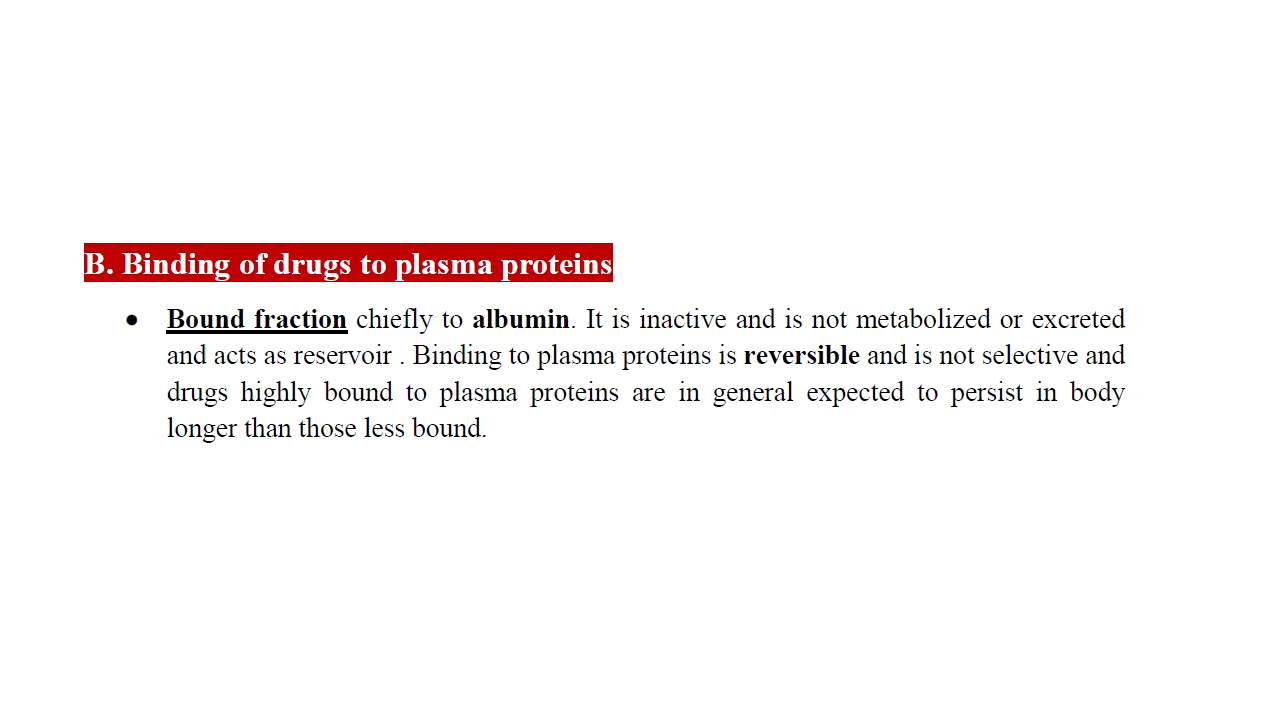 B. Binding of drugs to plasma proteins
● Bound fraction chiefly to albumin. It is inactive and is not metabolized or excreted
and acts as reservoir . Binding to plasma proteins is reversible and is not selective and
drugs highly bound to plasma proteins are in general expected to persist in body
longer than those less bound.